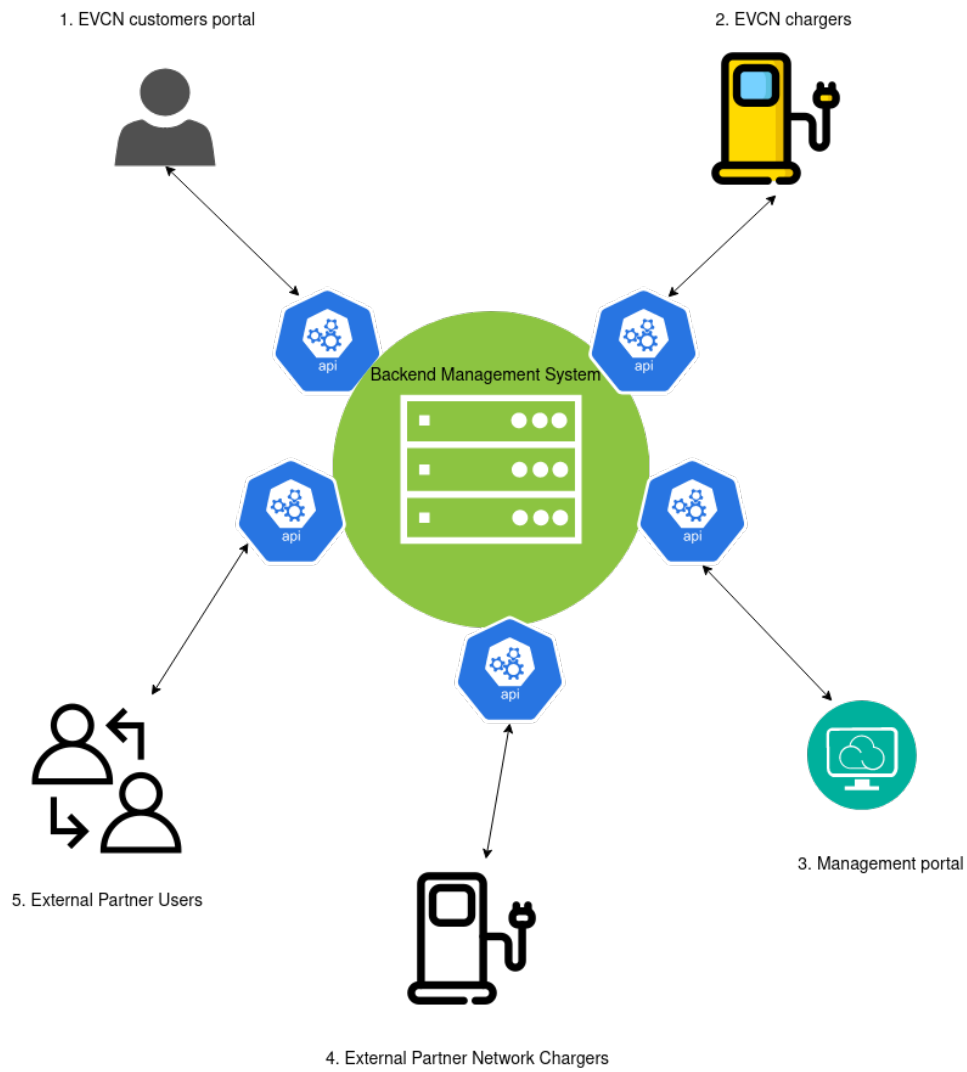 1. EVCN customers portal
2. EVCN chargers
api
api
Backend Management System
api
api
api
3. Management portal
5. External Partner Users
4. External Partner Network Chargers